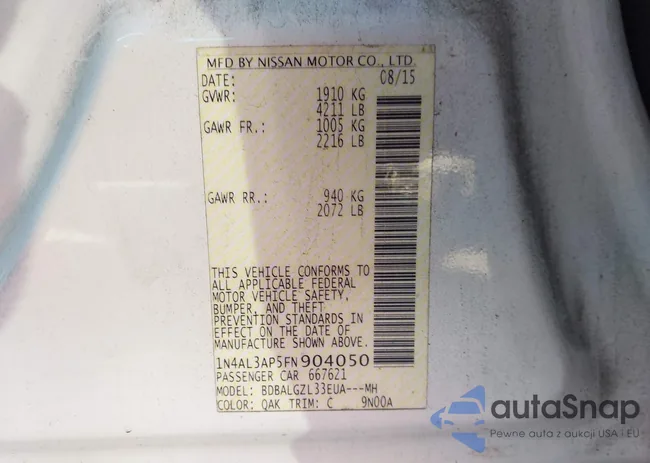 MFD BY NISSAN MOTOR CO., LTD.
DATE: 08/15
GVWR: 1910 KG
4211 LB
GAWR FR.: 1005 KG
2216 LB
GAWR RR.: 940 KG
2072 LB
THIS VEHICLE CONFORMS TO
ALL APPLICABLE FEDERAL
MOTOR VEHICLE SAFETY,
BUMPER, AND THEFT
PREVENTION STANDARDS IN
EFFECT ON THE DATE OF
MANUFACTURE SHOWN ABOVE.
1N4AL3AP5FN904050
PASSENGER CAR 667621
MODEL: BDBALGZL33EUA---MH
COLOR: QAK TRIM: C 9N00A
autaSnap
Pewne auta z aukcji USA i EU